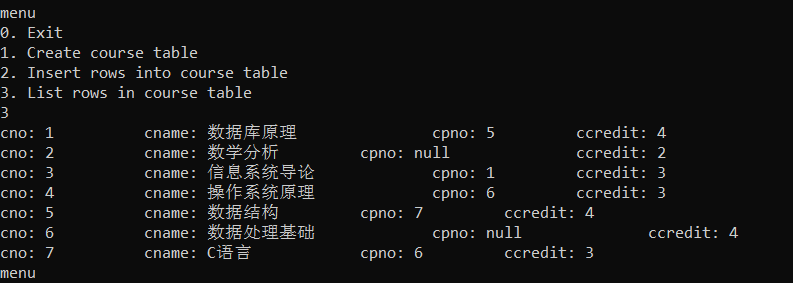 menu
0. Exit
1. Create course table
2. Insert rows into course table
3. List rows in course table
3
cno: 1 cname: 数据库原理 cpno: 5 ccredit: 4
cno: 2 cname: 数学分析 cpno: null ccredit: 2
cno: 3 cname: 信息系统导论 cpno: 1 ccredit: 3
cno: 4 cname: 操作系统原理 cpno: 6 ccredit: 3
cno: 5 cname: 数据结构 cpno: 7 ccredit: 4
cno: 6 cname: 数据处理基础 cpno: null ccredit: 4
cno: 7 cname: C语言 cpno: 6 ccredit: 3
menu